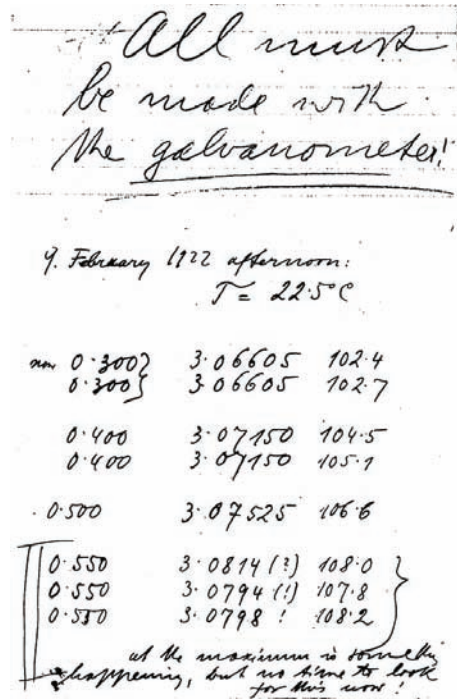 All must
be made with
the galvanometer!
9. February 1922 afternoon:
T = 22.5°C
0.300 3.06605 102.4
0.300 3.06605 102.7
0.400 3.07150 104.5
0.400 3.07150 105.1
0.500 3.07525 106.6
0.550 3.0814 (?) 108.0
0.550 3.0794 (!) 107.8
0.550 3.0798 ! 108.2
at the maximum is something
happening, but no time to look
for this now!